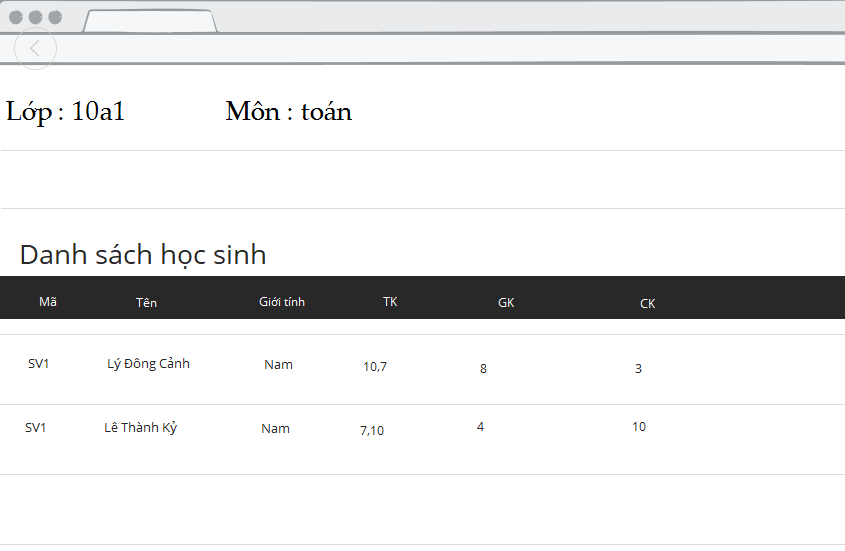 Lớp : 10a1 Môn : toán
Danh sách học sinh
Mã Tên Giới tính TK GK CK
SV1 Lý Đông Cảnh Nam 10,7 8 3
SV1 Lê Thành Kỷ Nam 7,10 4 10